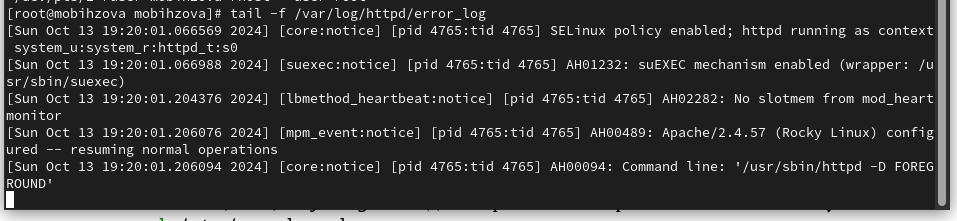 [root@mobihzova mobihzova]# tail -f /var/log/httpd/error_log
[Sun Oct 13 19:20:01.066569 2024] [core:notice] [pid 4765:tid 4765] SELinux policy enabled; httpd running as context
system_u:system_r:httpd_t:s0
[Sun Oct 13 19:20:01.066988 2024] [suexec:notice] [pid 4765:tid 4765] AH01232: suEXEC mechanism enabled (wrapper: /u
sr/sbin/suexec)
[Sun Oct 13 19:20:01.204376 2024] [lbmethod_heartbeat:notice] [pid 4765:tid 4765] AH02282: No slotmem from mod_heart
monitor
[Sun Oct 13 19:20:01.206076 2024] [mpm_event:notice] [pid 4765:tid 4765] AH00489: Apache/2.4.57 (Rocky Linux) config
ured -- resuming normal operations
[Sun Oct 13 19:20:01.206094 2024] [core:notice] [pid 4765:tid 4765] AH00094: Command line: '/usr/sbin/httpd -D FOREG
ROUND'